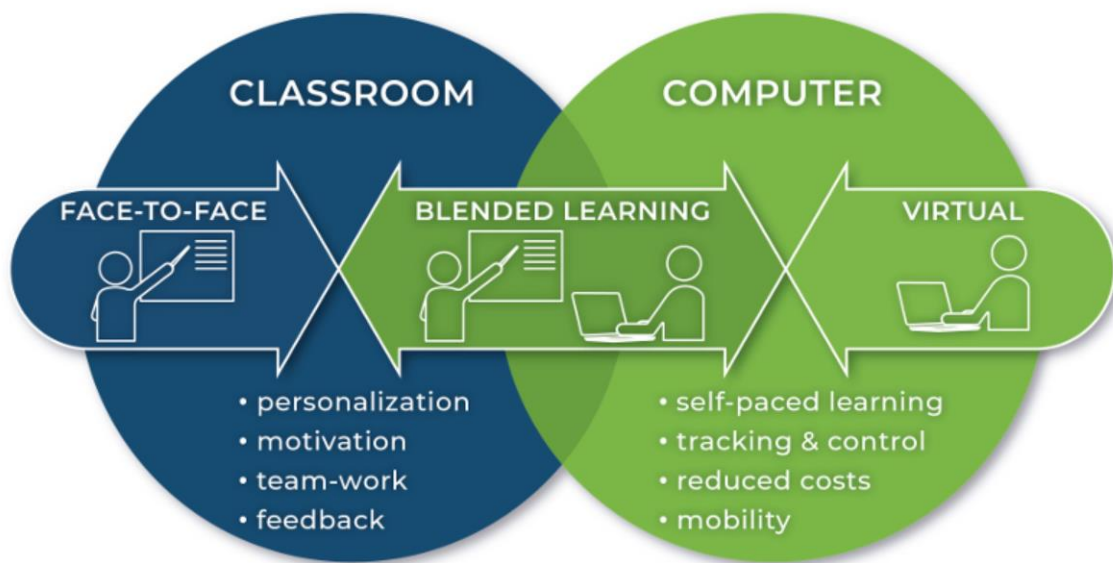 CLASSROOM
COMPUTER
FACE-TO-FACE
BLENDED LEARNING
VIRTUAL
• personalization
• motivation
• team-work
• feedback
• self-paced learning
• tracking & control
• reduced costs
• mobility